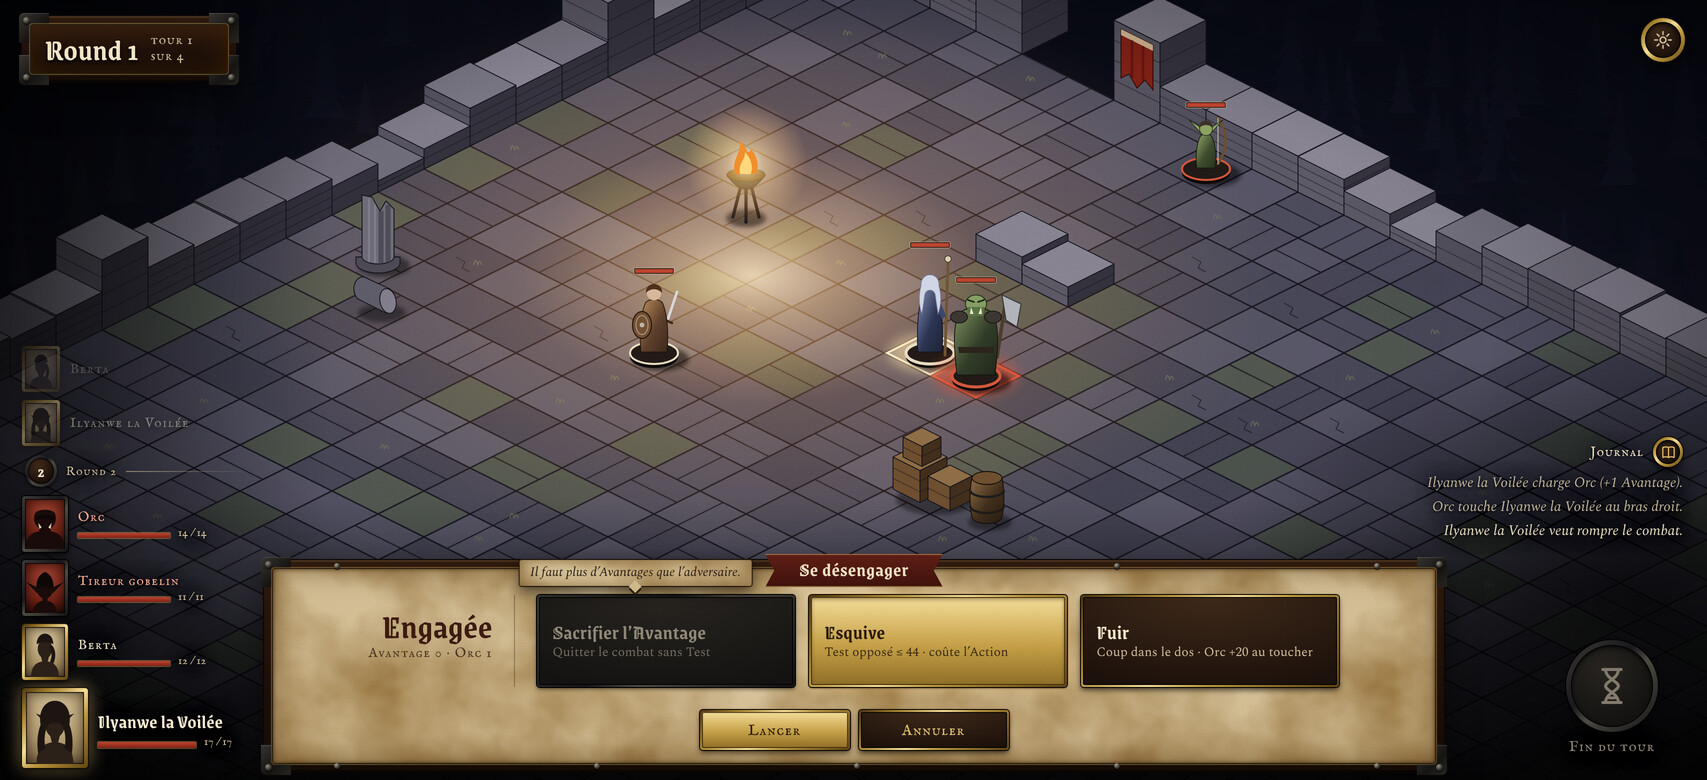 Round 1
TOUR 1
SUR 4
BERTA
ILYANWE LA VOILÉE
2 ROUND 2
ORC
14/14
TIREUR GOBELIN
11/11
BERTA
12/12
Ilyanwe la Voilée
17/17
JOURNAL
Ilyanwe la Voilée charge Orc (+1 Avantage).
Orc touche Ilyanwe la Voilée au bras droit.
Ilyanwe la Voilée veut rompre le combat.
Il faut plus d'Avantages que l'adversaire.
Se désengager
Engagée
AVANTAGE 0 · ORC 1
Sacrifier l'Avantage
Quitter le combat sans Test
Esquive
Test opposé ≤ 44 · coûte l'Action
Fuir
Coup dans le dos · Orc +20 au toucher
LANCER
ANNULER
FIN DU TOUR